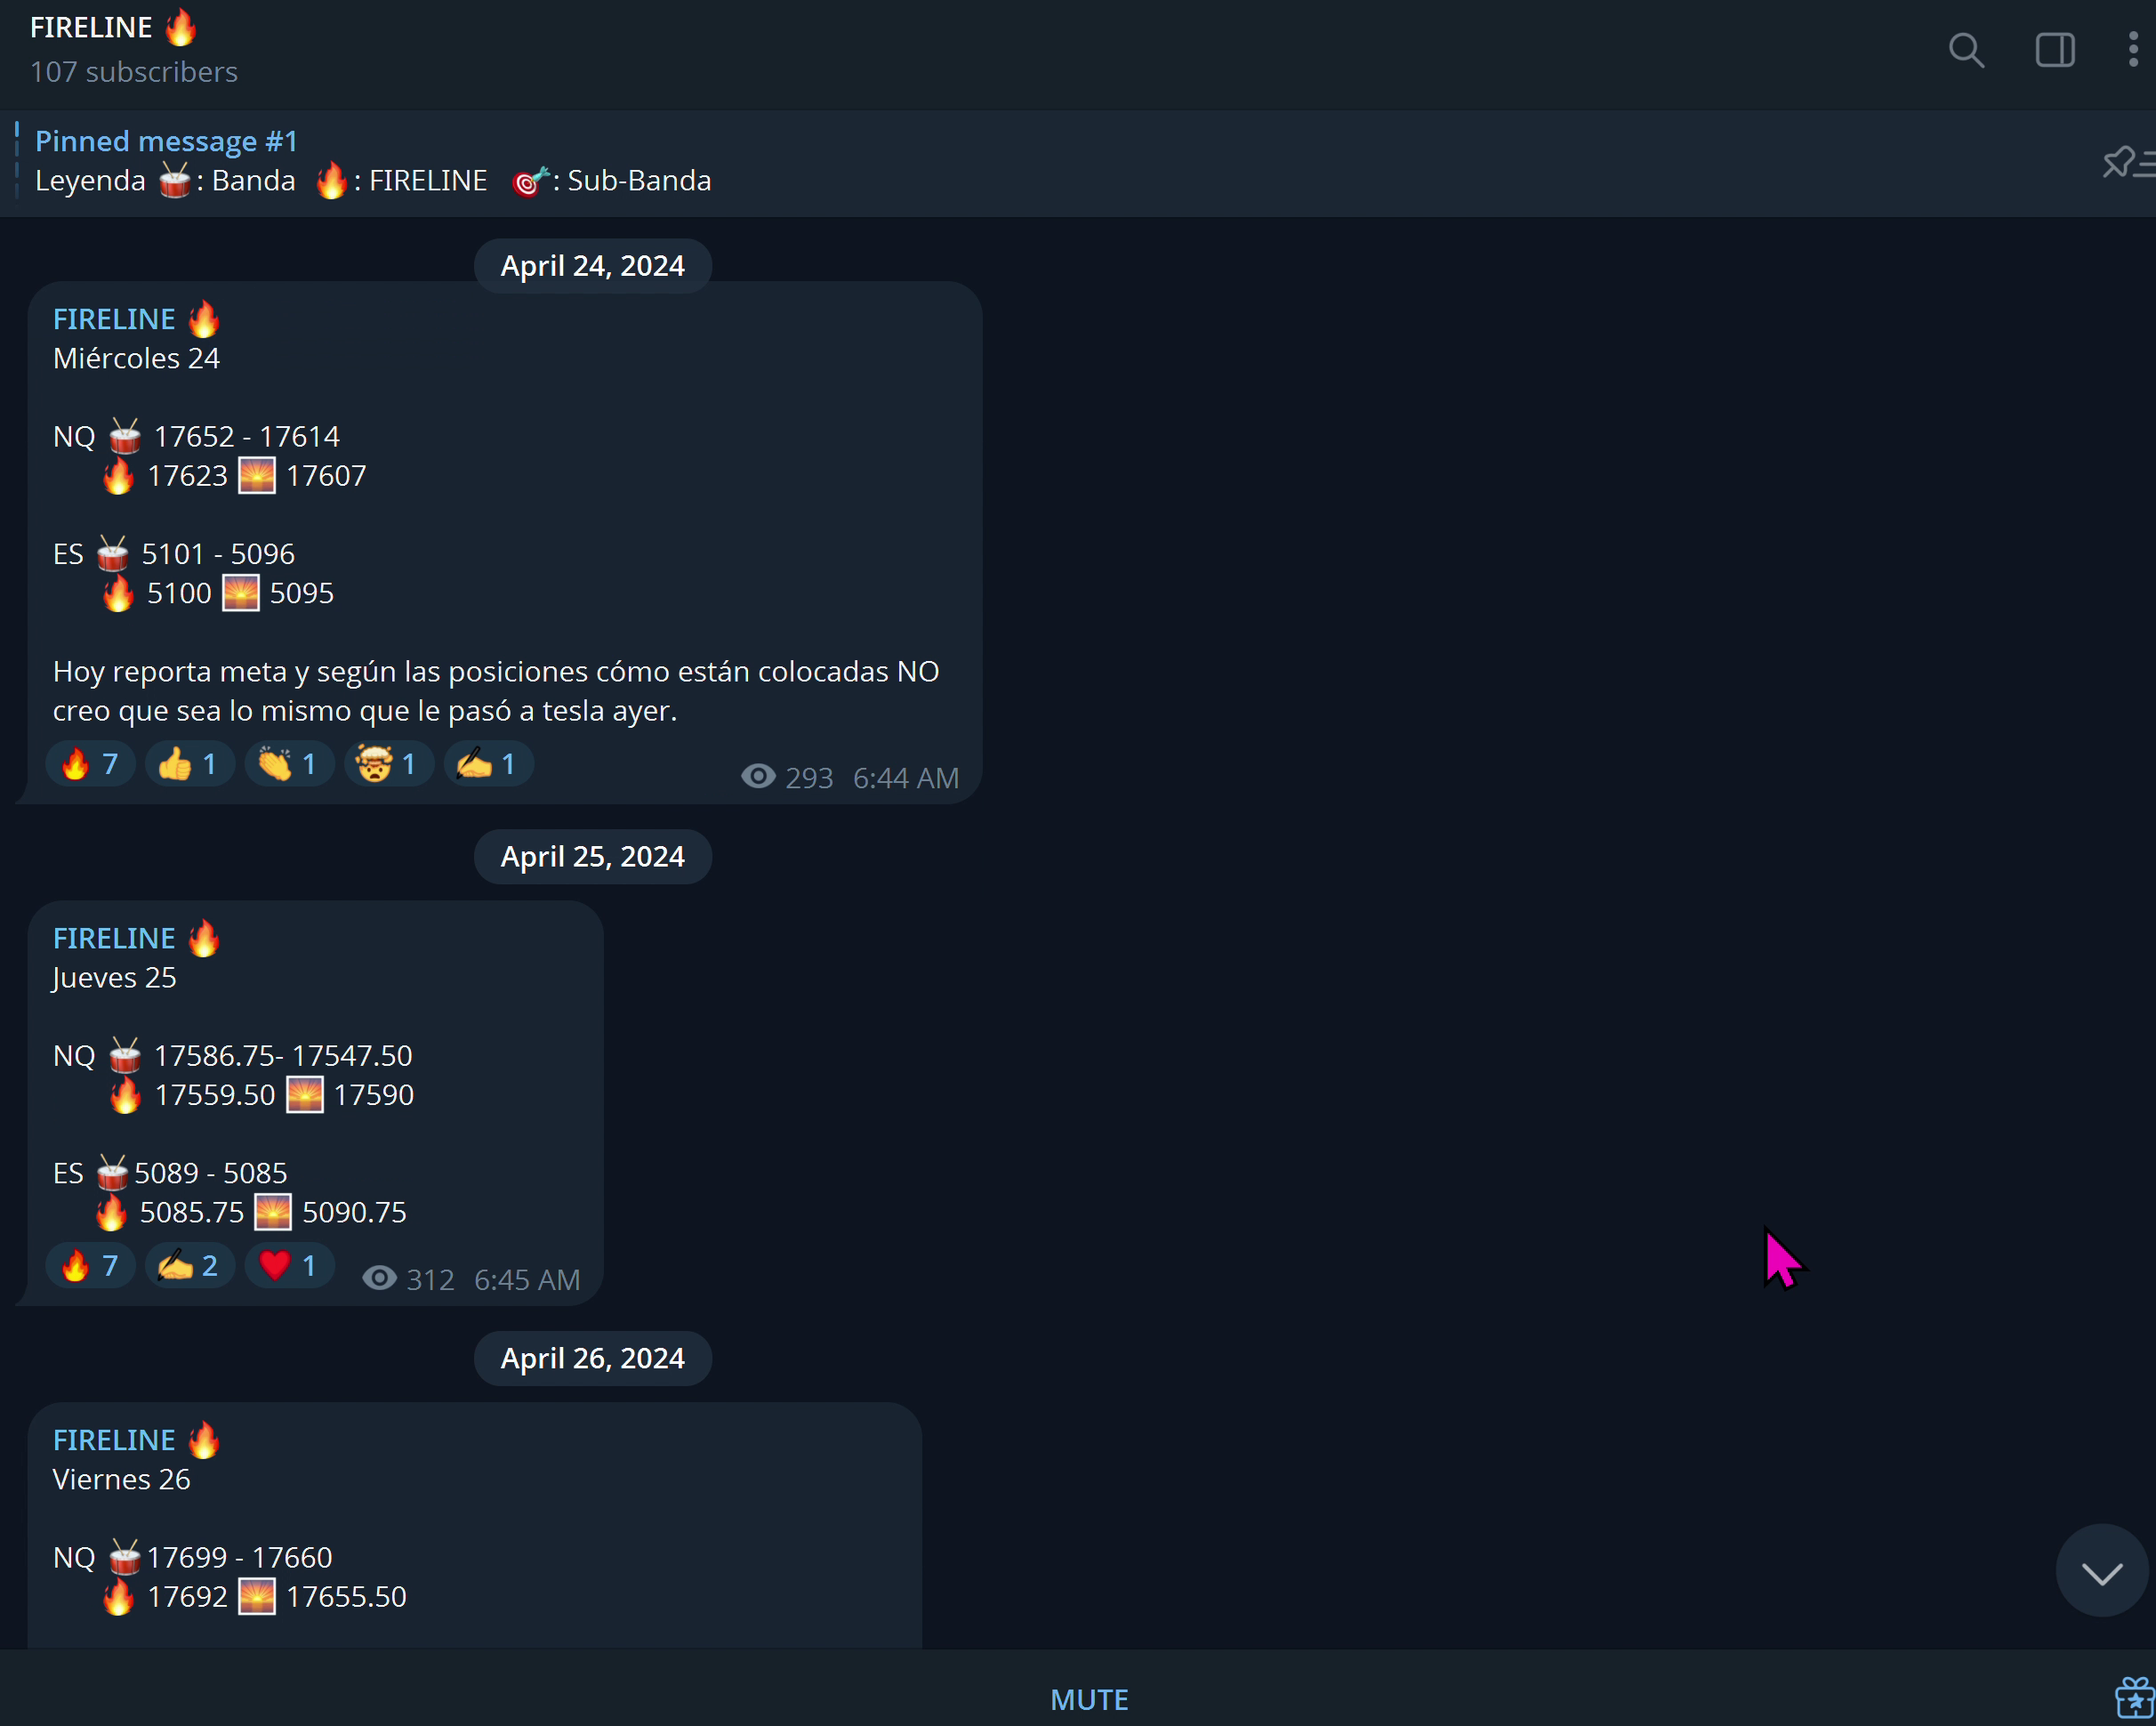 FIRELINE 🔥
107 subscribers
Pinned message #1
Leyenda 🥁: Banda 🔥: FIRELINE 🎯: Sub-Banda
April 24, 2024
FIRELINE 🔥
Miércoles 24
NQ 🥁 17652 - 17614
🔥 17623 🌅 17607
ES 🥁 5101 - 5096
🔥 5100 🌅 5095
Hoy reporta meta y según las posiciones cómo están colocadas NO
creo que sea lo mismo que le pasó a tesla ayer.
🔥 7 👍 1 👏 1 🤯 1 ✍ 1 293 6:44 AM
April 25, 2024
FIRELINE 🔥
Jueves 25
NQ 🥁 17586.75- 17547.50
🔥 17559.50 🌅 17590
ES 🥁5089 - 5085
🔥 5085.75 🌅 5090.75
🔥 7 ✍ 2 ❤ 1 312 6:45 AM
April 26, 2024
FIRELINE 🔥
Viernes 26
NQ 🥁17699 - 17660
🔥 17692 🌅 17655.50
MUTE